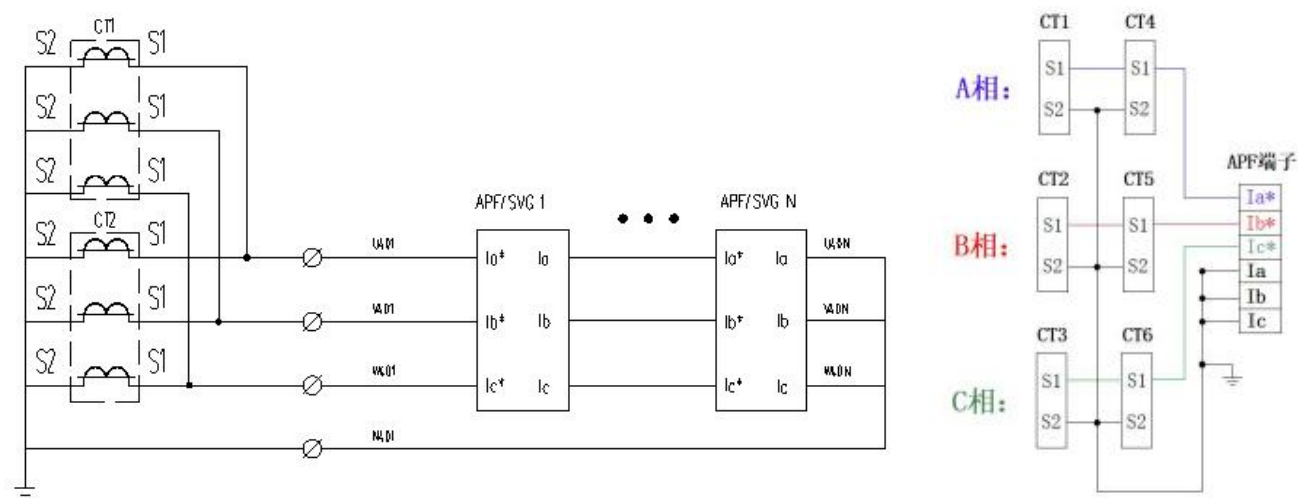 CT1
S2 S1
S2 S1
S2 S1
CT2
S2 S1
S2 S1
S2 S1
APF/SVG 1
APF/SVG N
Ia* Ia
Ib* Ib
Ic* Ic
Ia* Ia
Ib* Ib
Ic* Ic
A相：
CT1 CT4
S1 S1
S2 S2
B相：
CT2 CT5
S1 S1
S2 S2
C相：
CT3 CT6
S1 S1
S2 S2
APF端子
Ia*
Ib*
Ic*
Ia
Ib
Ic